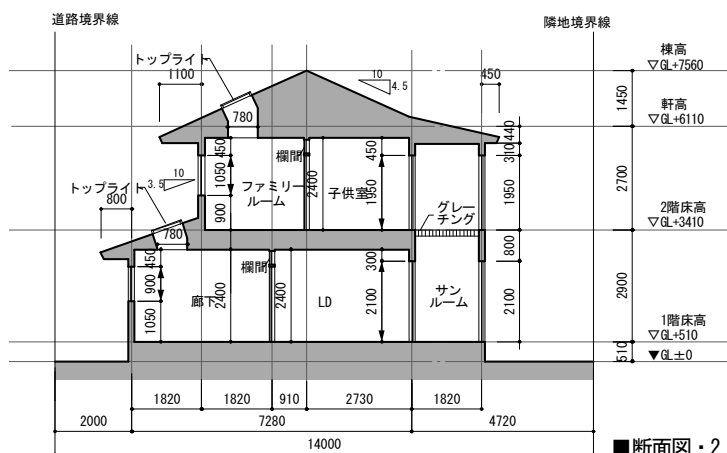 道路境界線
隣地境界線
トップライト
1100
780
10
4.5
450
棟高
▽GL+7560
1450
軒高
▽GL+6110
440
310
2700
450
1050
900
ファミリー
ルーム
欄間
2400
子供室
450
1950
グレー
チング
1950
2階床高
▽GL+3410
トップライト
3.5
10
800
780
450
900
1050
廊下
2400
欄間
2400
LD
300
2100
サン
ルーム
800
2100
2900
1階床高
▽GL+510
510
▼GL±0
1820
1820
910
2730
1820
2000
7280
4720
14000
■断面図・2